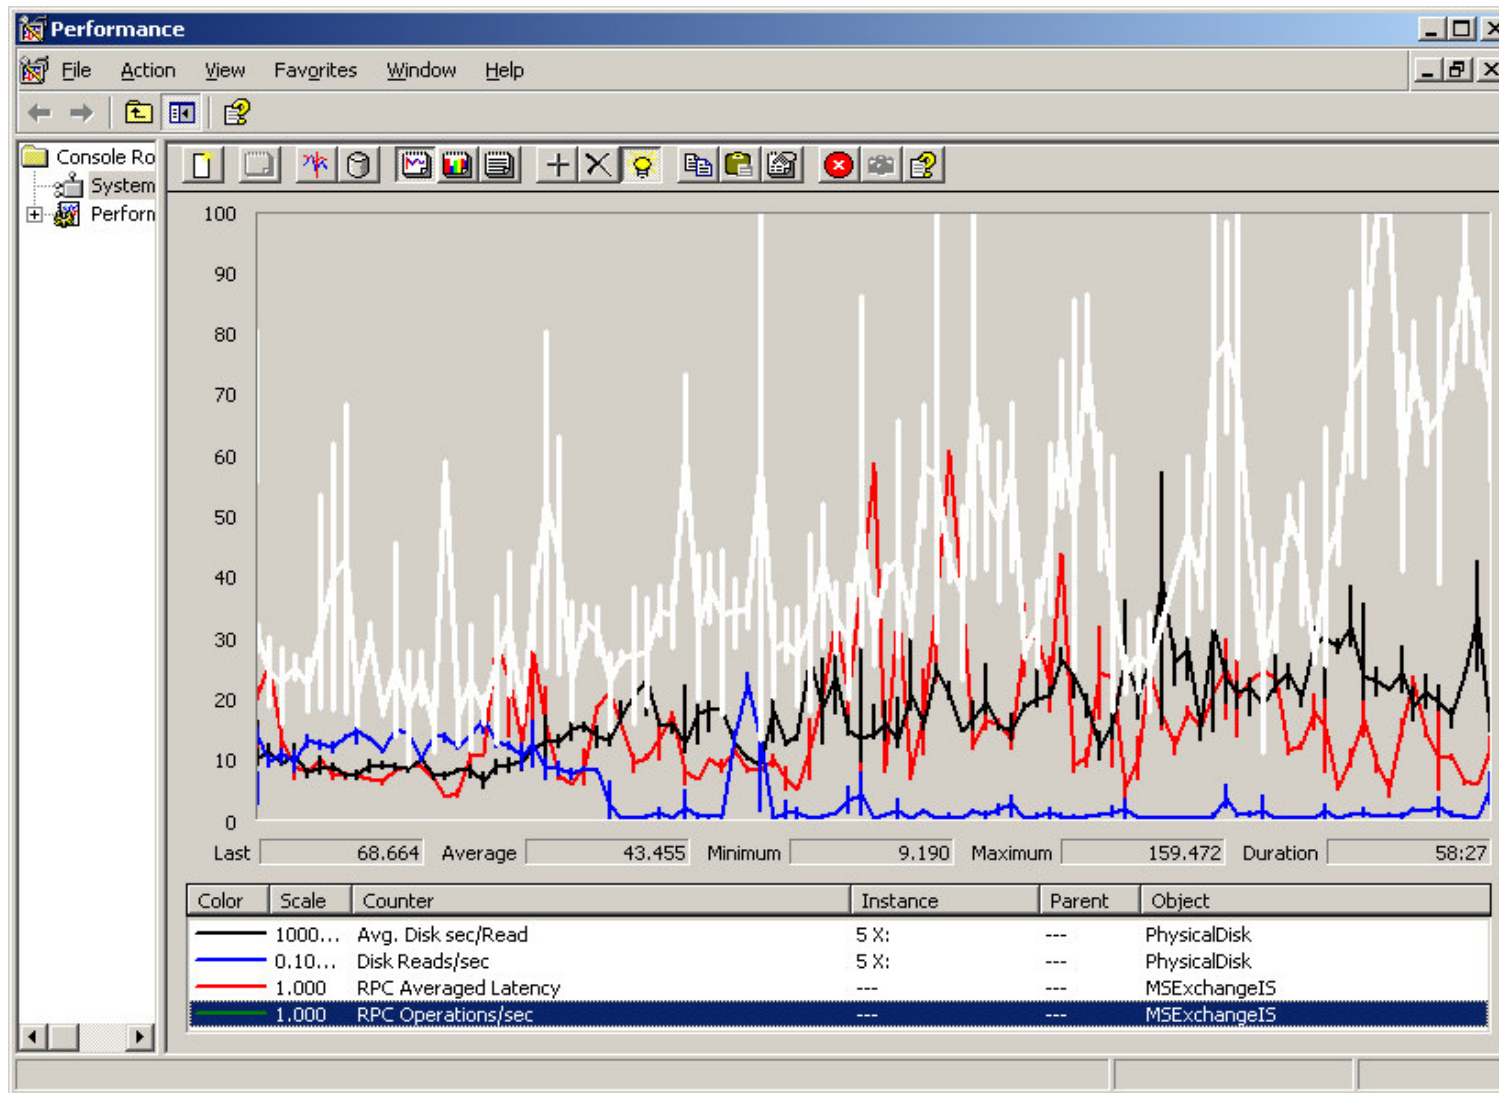 Performance
File Action View Favorites Window Help
Console Ro
System
Perform
100
90
80
70
60
50
40
30
20
10
0
Last 68.664 Average 43.455 Minimum 9.190 Maximum 159.472 Duration 58:27
Color Scale Counter Instance Parent Object
1000... Avg. Disk sec/Read 5 X: --- PhysicalDisk
0.10... Disk Reads/sec 5 X: --- PhysicalDisk
1.000 RPC Averaged Latency --- --- MSExchangeIS
1.000 RPC Operations/sec --- --- MSExchangeIS